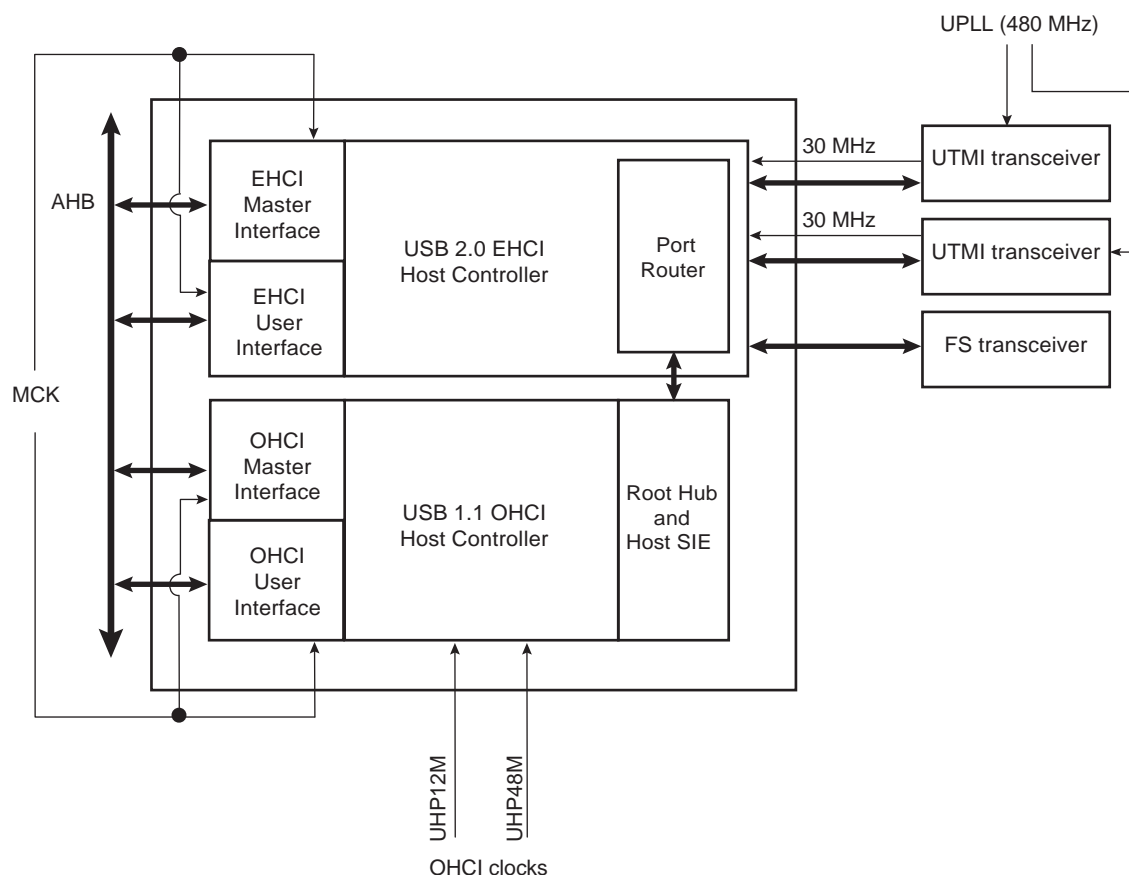 UPLL (480 MHz)
30 MHz
UTMI transceiver
EHCI
Master
Interface
AHB
USB 2.0 EHCI
Host Controller
Port
Router
30 MHz
UTMI transceiver
EHCI
User
Interface
FS transceiver
MCK
OHCI
Master
Interface
USB 1.1 OHCI
Host Controller
Root Hub
and
Host SIE
OHCI
User
Interface
UHP12M
UHP48M
OHCI clocks